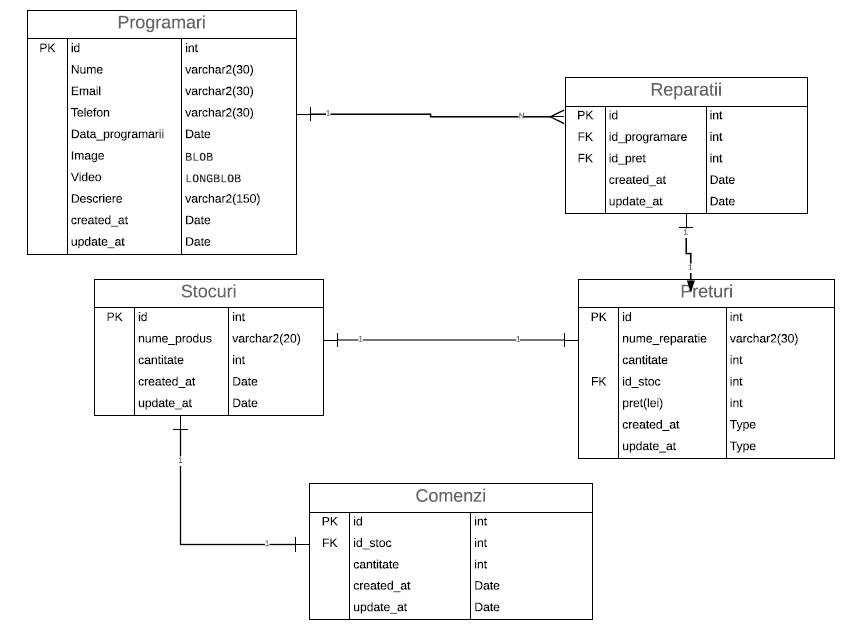 Programari
PK id int
Nume varchar2(30)
Email varchar2(30)
Telefon varchar2(30)
Data_programarii Date
Image BLOB
Video LONGBLOB
Descriere varchar2(150)
created_at Date
update_at Date
1 N
Reparatii
PK id int
FK id_programare int
FK id_pret int
created_at Date
update_at Date
1
1
Stocuri
PK id int
nume_produs varchar2(20)
cantitate int
created_at Date
update_at Date
1 1
Preturi
PK id int
nume_reparatie varchar2(30)
cantitate int
FK id_stoc int
pret(lei) int
created_at Type
update_at Type
1
1
Comenzi
PK id int
FK id_stoc int
cantitate int
created_at Date
update_at Date